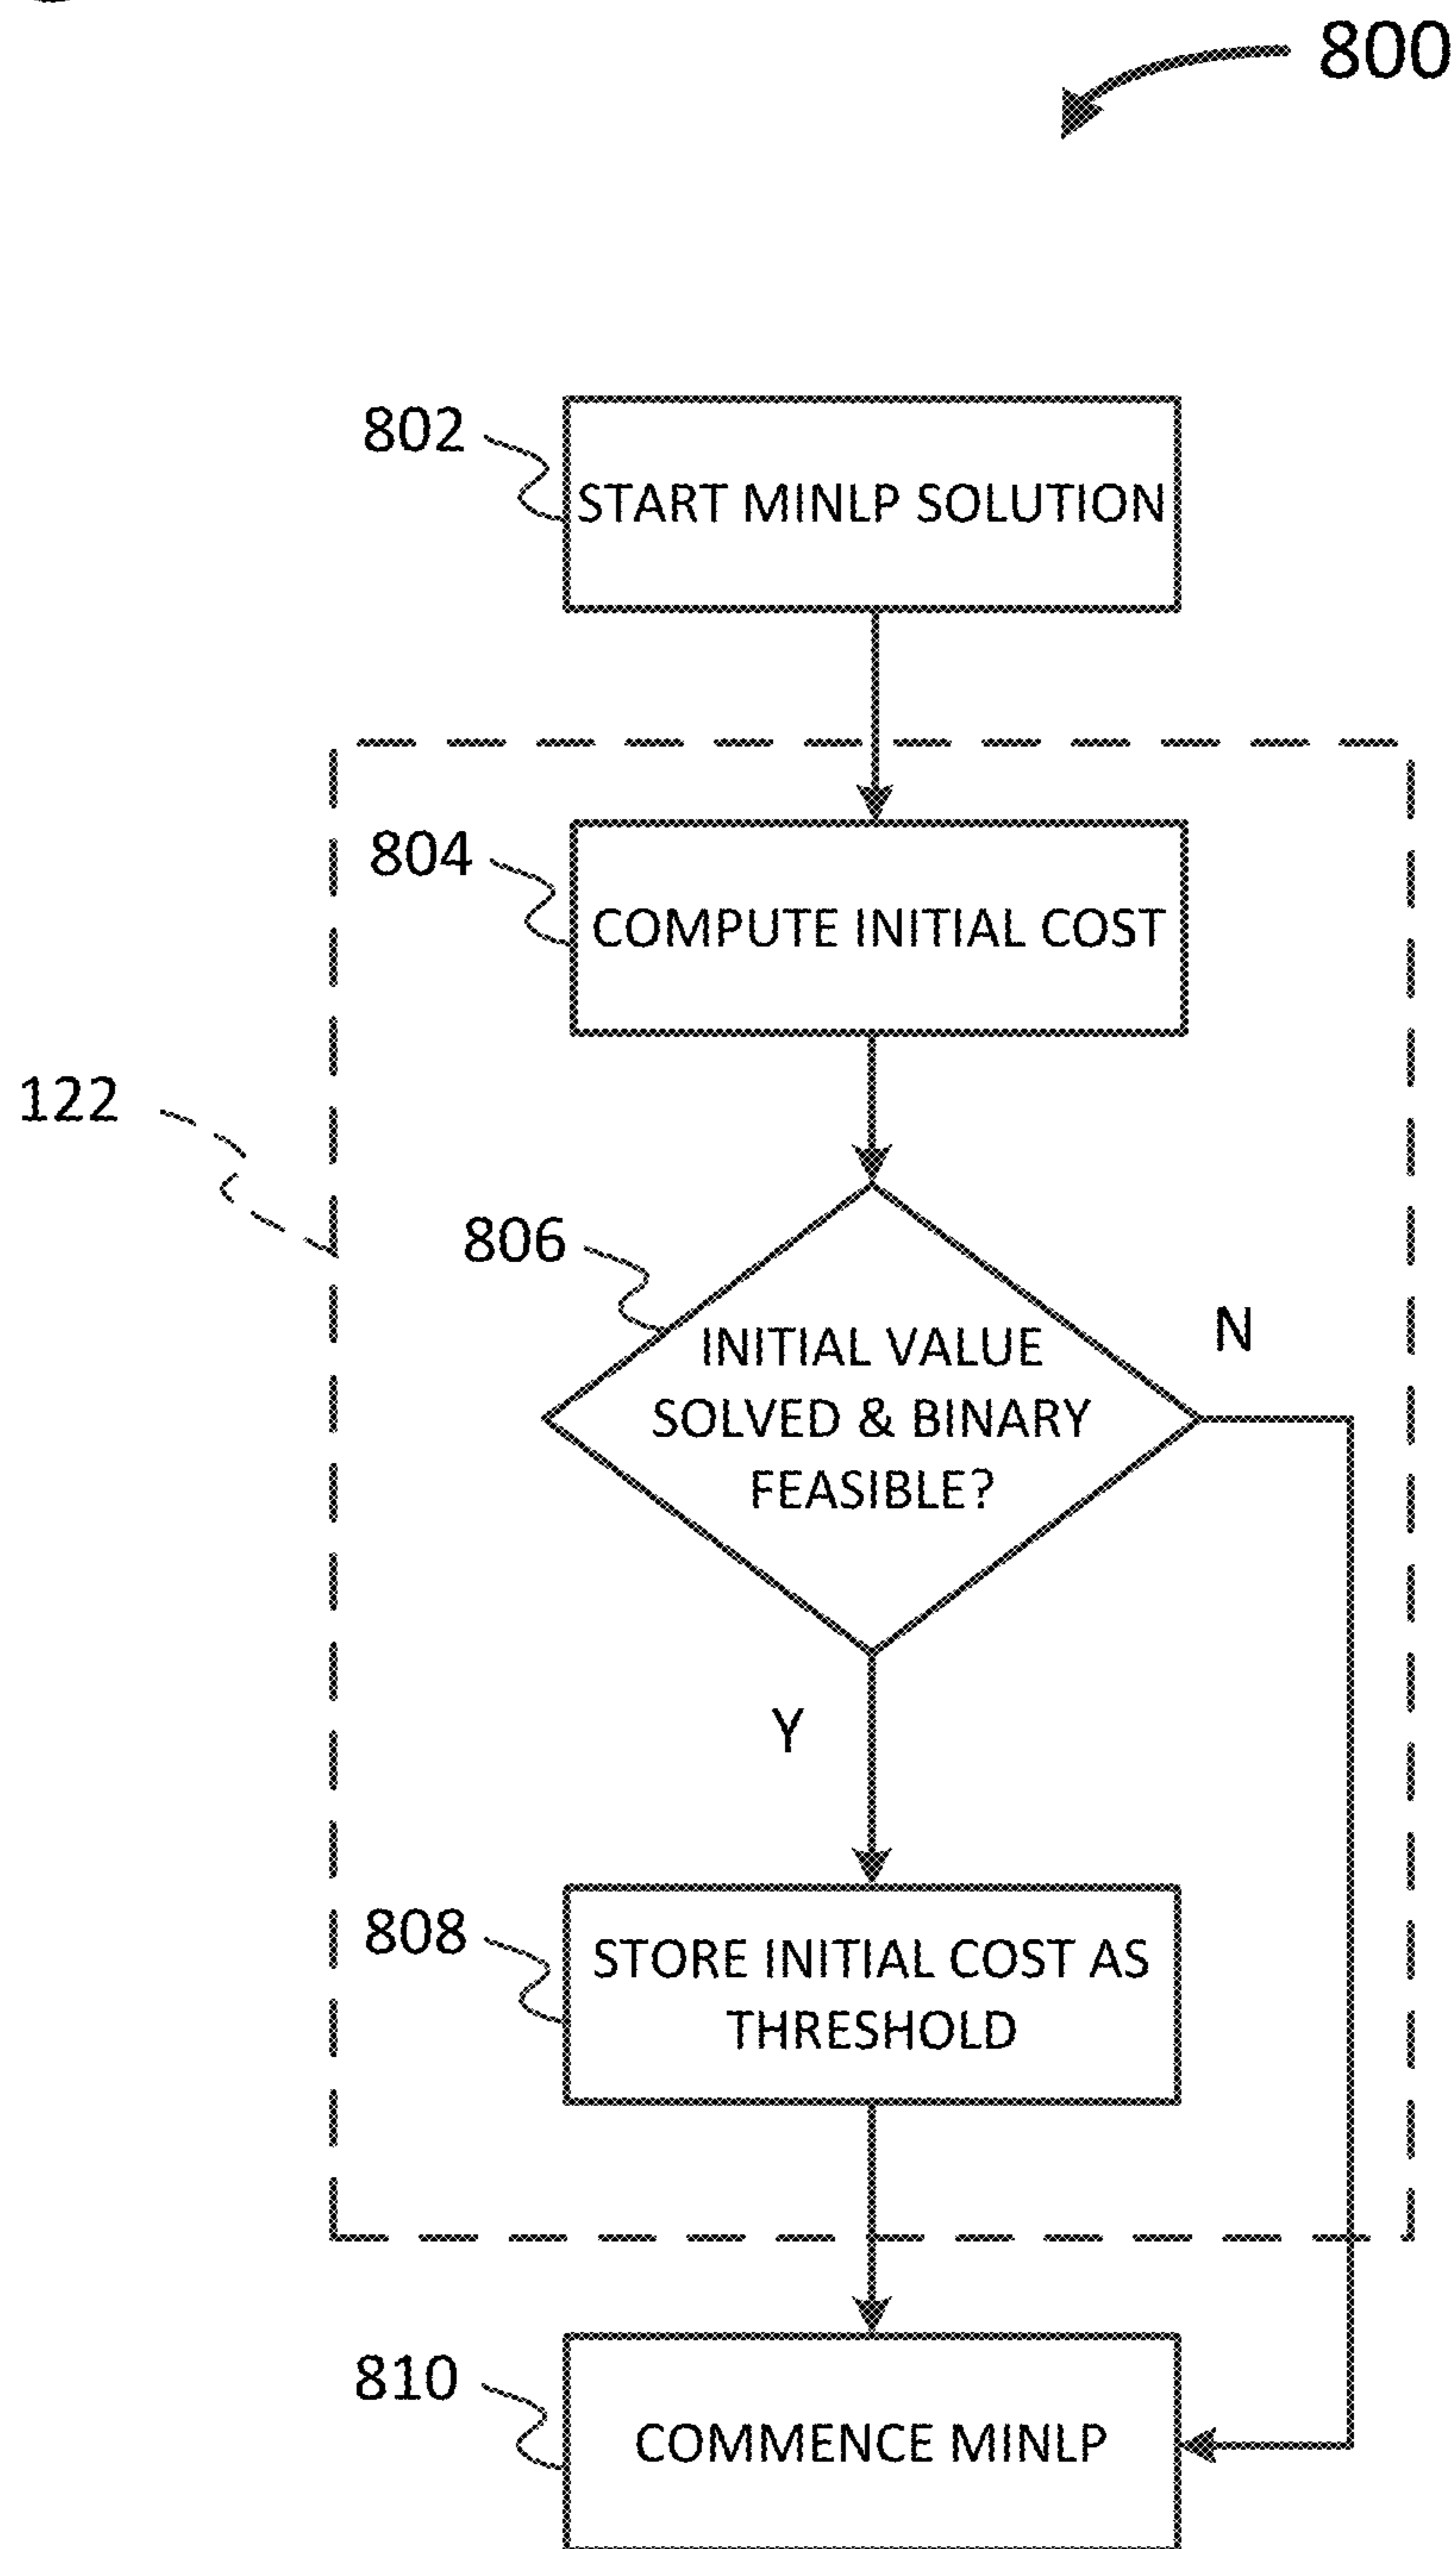 800
802
START MINLP SOLUTION
804
COMPUTE INITIAL COST
122
806
INITIAL VALUE
SOLVED & BINARY
FEASIBLE?
N
Y
808
STORE INITIAL COST AS
THRESHOLD
810
COMMENCE MINLP